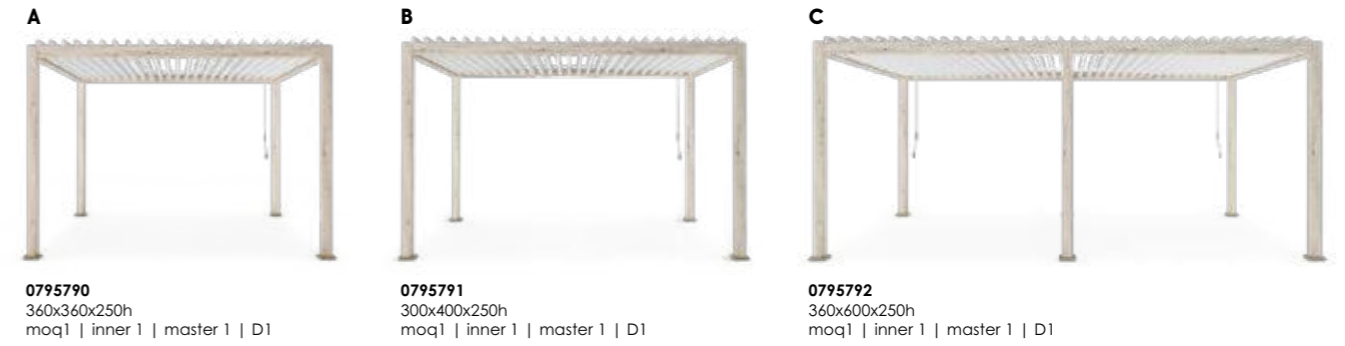 A
B
C
0795790
360x360x250h
moq1 | inner 1 | master 1 | D1
0795791
300x400x250h
moq1 | inner 1 | master 1 | D1
0795792
360x600x250h
moq1 | inner 1 | master 1 | D1